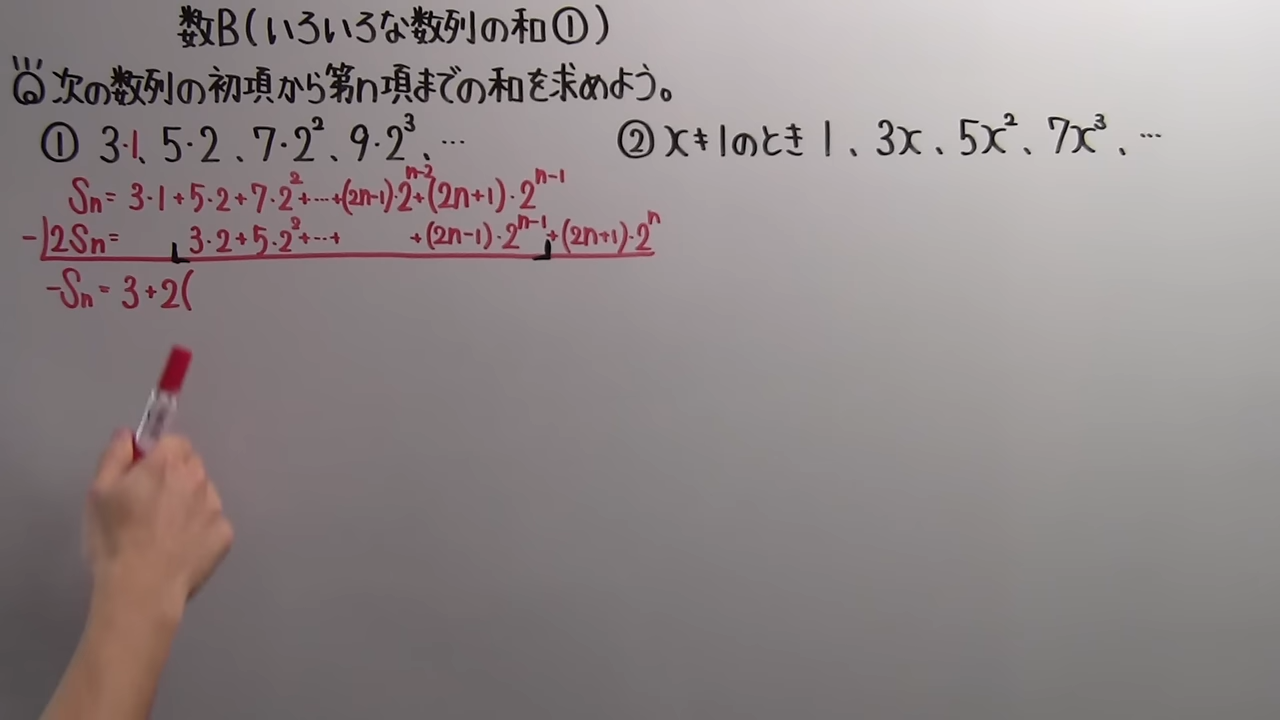 数B(いろいろな数列の和①)
Q 次の数列の初項から第n項までの和を求めよう。
① 3·1、5·2、7·2²、9·2³、…
Sn = 3·1+5·2+7·2²+…+(2n-1)·2ⁿ⁻²+(2n+1)·2ⁿ⁻¹
-)2Sn = 3·2+5·2²+…+ +(2n-1)·2ⁿ⁻¹+(2n+1)·2ⁿ
-Sn = 3+2(
② x≠1のとき 1、3x、5x²、7x³、…